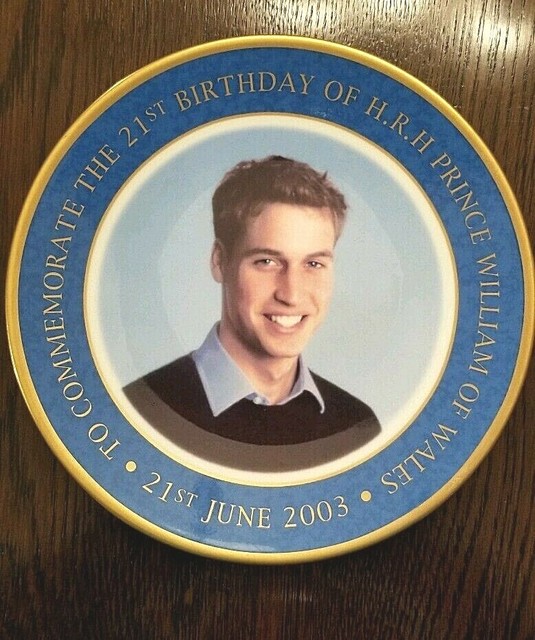 TO COMMEMORATE THE 21ST BIRTHDAY OF H.R.H PRINCE WILLIAM OF WALES
• 21ST JUNE 2003 •